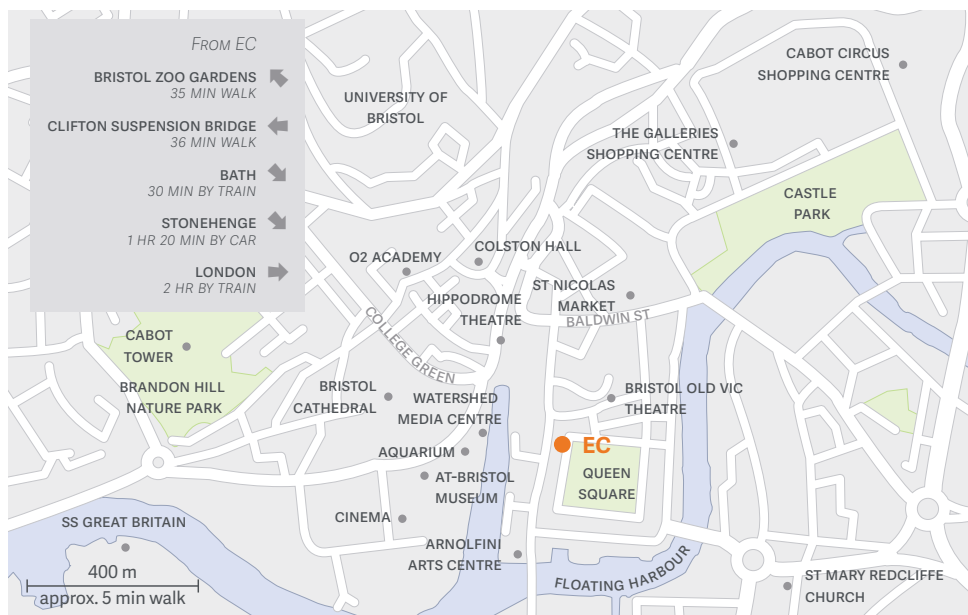 FROM EC
BRISTOL ZOO GARDENS
35 MIN WALK
CLIFTON SUSPENSION BRIDGE
36 MIN WALK
BATH
30 MIN BY TRAIN
STONEHENGE
1 HR 20 MIN BY CAR
LONDON
2 HR BY TRAIN
UNIVERSITY OF
BRISTOL
CABOT CIRCUS
SHOPPING CENTRE
THE GALLERIES
SHOPPING CENTRE
CASTLE
PARK
COLSTON HALL
O2 ACADEMY
ST NICOLAS
MARKET
HIPPODROME
THEATRE
BALDWIN ST
COLLEGE GREEN
CABOT
TOWER
BRANDON HILL
NATURE PARK
BRISTOL
CATHEDRAL
WATERSHED
MEDIA CENTRE
BRISTOL OLD VIC
THEATRE
EC
AQUARIUM
QUEEN
SQUARE
AT-BRISTOL
MUSEUM
CINEMA
SS GREAT BRITAIN
ARNOLFINI
ARTS CENTRE
FLOATING HARBOUR
ST MARY REDCLIFFE
CHURCH
400 m
approx. 5 min walk